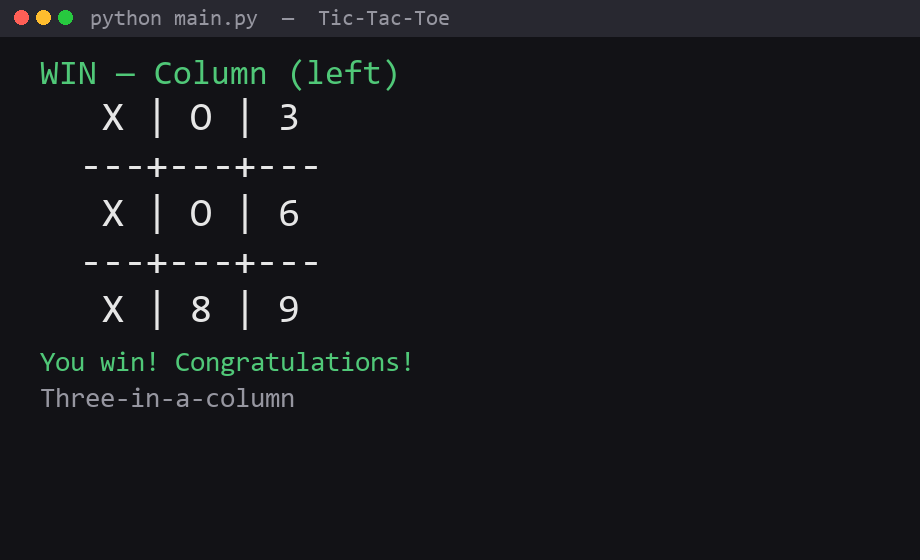 python main.py  —  Tic-Tac-Toe
WIN — Column (left)
X | O | 3
---+---+---
X | O | 6
---+---+---
X | 8 | 9
You win! Congratulations!
Three-in-a-column